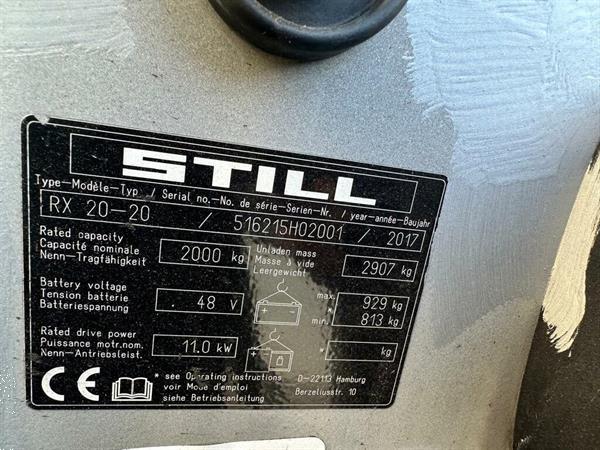 STILL
Type-Modèle-Typ / Serial no.-No. de série-Serien-Nr. / year-année-Baujahr
RX 20-20 / 516215H02001 / 2017
Rated capacity
Capacité nominale
Nenn-Tragfähigkeit
2000 kg
Unladen mass
Masse à vide
Leergewicht
2907 kg
Battery voltage
Tension batterie
Batteriespannung
48 V
max. 929 kg
*
min. 813 kg
Rated drive power
Puissance motr.nom.
Nenn-Antriebsleist.
11.0 kW
* kg
CE
* see Operating instructions
voir Mode d'emploi
siehe Betriebsanleitung
D-22113 Hamburg
Berzeliusstr. 10